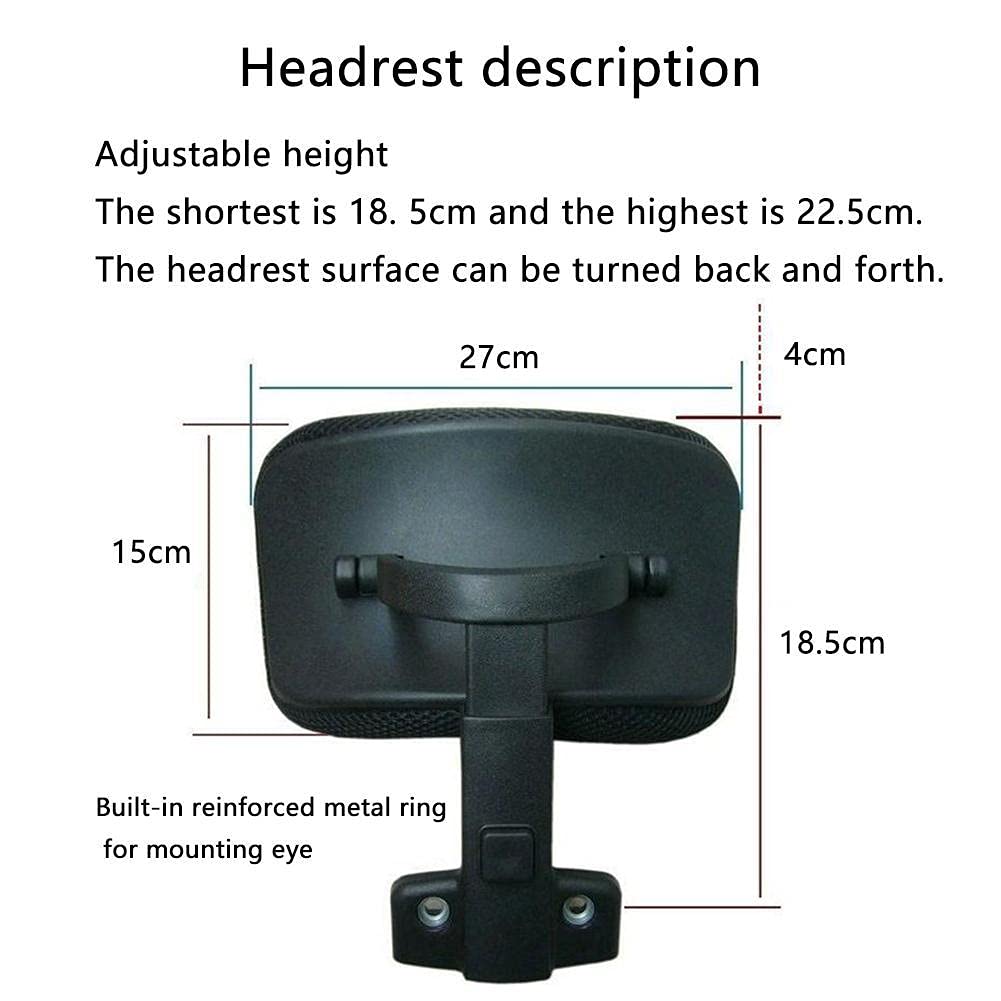 Headrest description
Adjustable height
The shortest is 18. 5cm and the highest is 22.5cm.
The headrest surface can be turned back and forth.
27cm
4cm
15cm
18.5cm
Built-in reinforced metal ring
for mounting eye